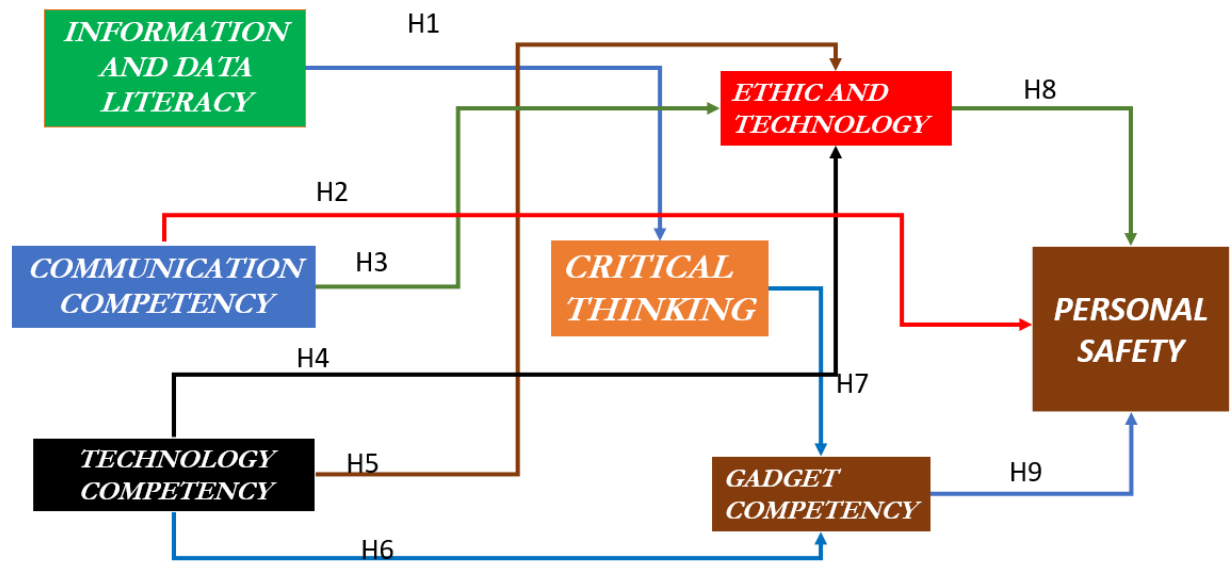 INFORMATION
AND DATA
LITERACY
H1
ETHIC AND
TECHNOLOGY
H8
H2
COMMUNICATION
COMPETENCY
H3
CRITICAL
THINKING
PERSONAL
SAFETY
H4
H7
TECHNOLOGY
COMPETENCY
H5
GADGET
COMPETENCY
H9
H6